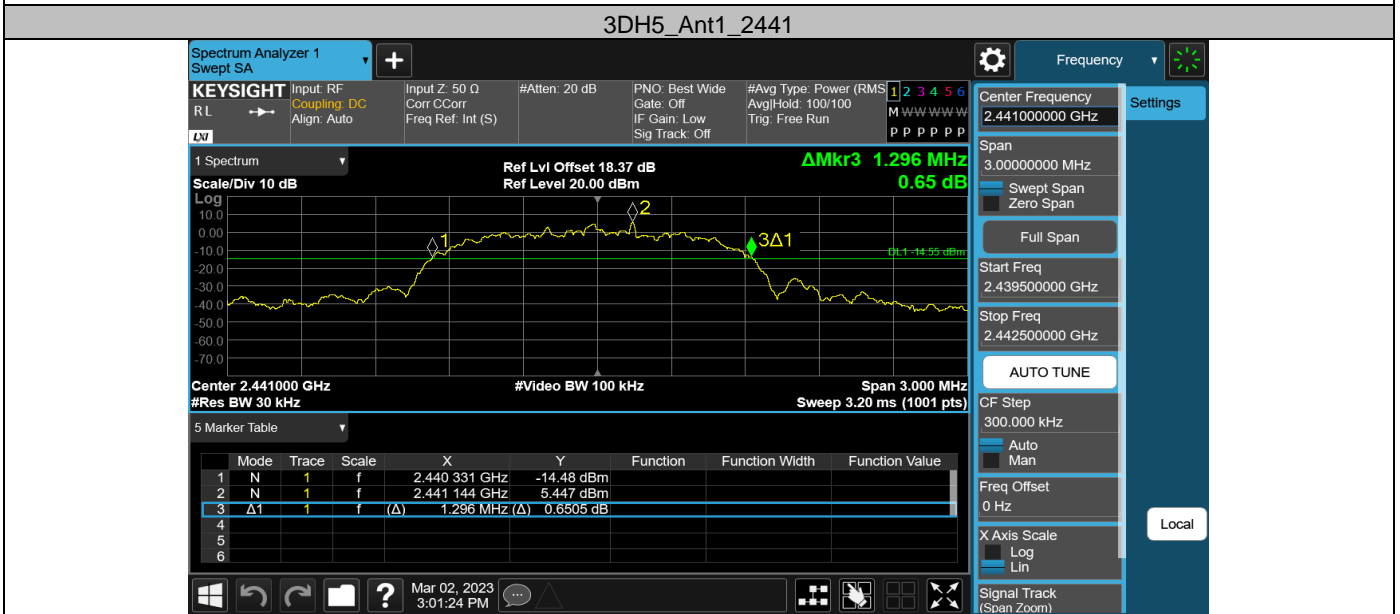 3DH5_Ant1_2441
Spectrum Analyzer 1
Swept SA
Frequency
KEYSIGHT
R L
LXI
Input: RF
Coupling: DC
Align: Auto
Input Z: 50 Ω
Corr CCorr
Freq Ref: Int (S)
#Atten: 20 dB
PNO: Best Wide
Gate: Off
IF Gain: Low
Sig Track: Off
#Avg Type: Power (RMS
Avg|Hold: 100/100
Trig: Free Run
1 2 3 4 5 6
M W W W W W
P P P P P P
1 Spectrum
Scale/Div 10 dB
Ref Lvl Offset 18.37 dB
Ref Level 20.00 dBm
ΔMkr3 1.296 MHz
0.65 dB
Log
10.0
0.00
-10.0
-20.0
-30.0
-40.0
-50.0
-60.0
-70.0
1
2
3Δ1
DL1 -14.55 dBm
Center 2.441000 GHz
#Video BW 100 kHz
Span 3.000 MHz
#Res BW 30 kHz
Sweep 3.20 ms (1001 pts)
5 Marker Table
Mode Trace Scale X Y Function Function Width Function Value
1 N 1 f 2.440 331 GHz -14.48 dBm
2 N 1 f 2.441 144 GHz 5.447 dBm
3 Δ1 1 f (Δ) 1.296 MHz (Δ) 0.6505 dB
4
5
6
Mar 02, 2023
3:01:24 PM
Center Frequency
2.441000000 GHz
Settings
Span
3.00000000 MHz
Swept Span
Zero Span
Full Span
Start Freq
2.439500000 GHz
Stop Freq
2.442500000 GHz
AUTO TUNE
CF Step
300.000 kHz
Auto
Man
Freq Offset
0 Hz
Local
X Axis Scale
Log
Lin
Signal Track
(Span Zoom)